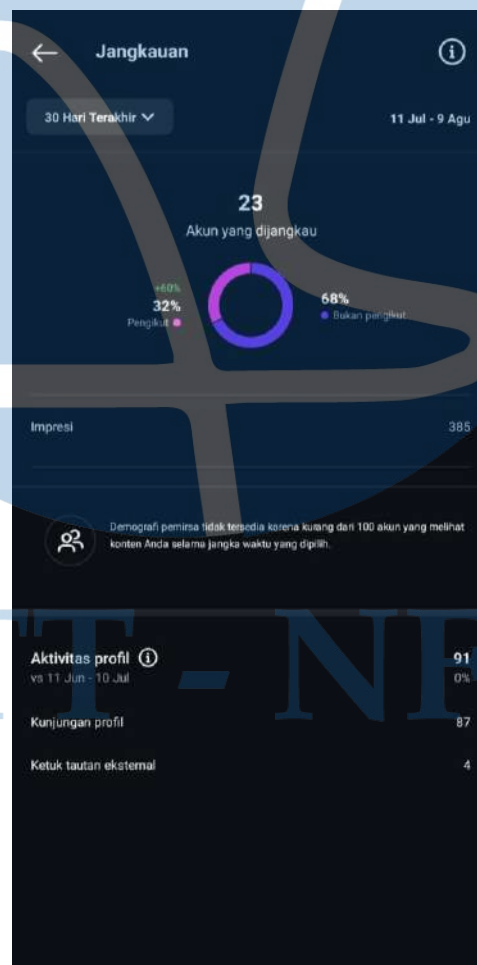 Jangkauan
30 Hari Terakhir
11 Jul - 9 Agu
23
Akun yang dijangkau
+60%
32%
Pengikut
68%
Bukan pengikut
Impresi
385
Demografi pemirsa tidak tersedia karena kurang dari 100 akun yang melihat
konten Anda selama jangka waktu yang dipilih.
Aktivitas profil
91
vs 11 Jun - 10 Jul
0%
Kunjungan profil
87
Ketuk tautan eksternal
4